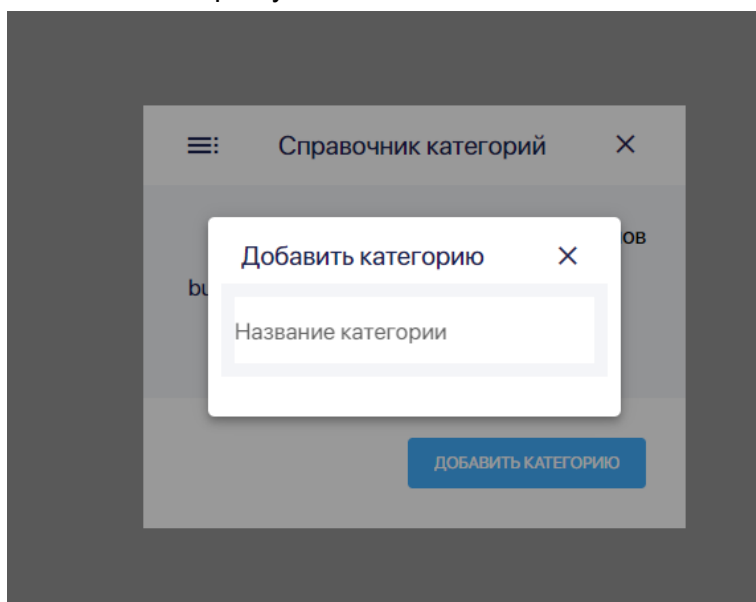 Справочник категорий
Добавить категорию
Название категории
ДОБАВИТЬ КАТЕГОРИЮ